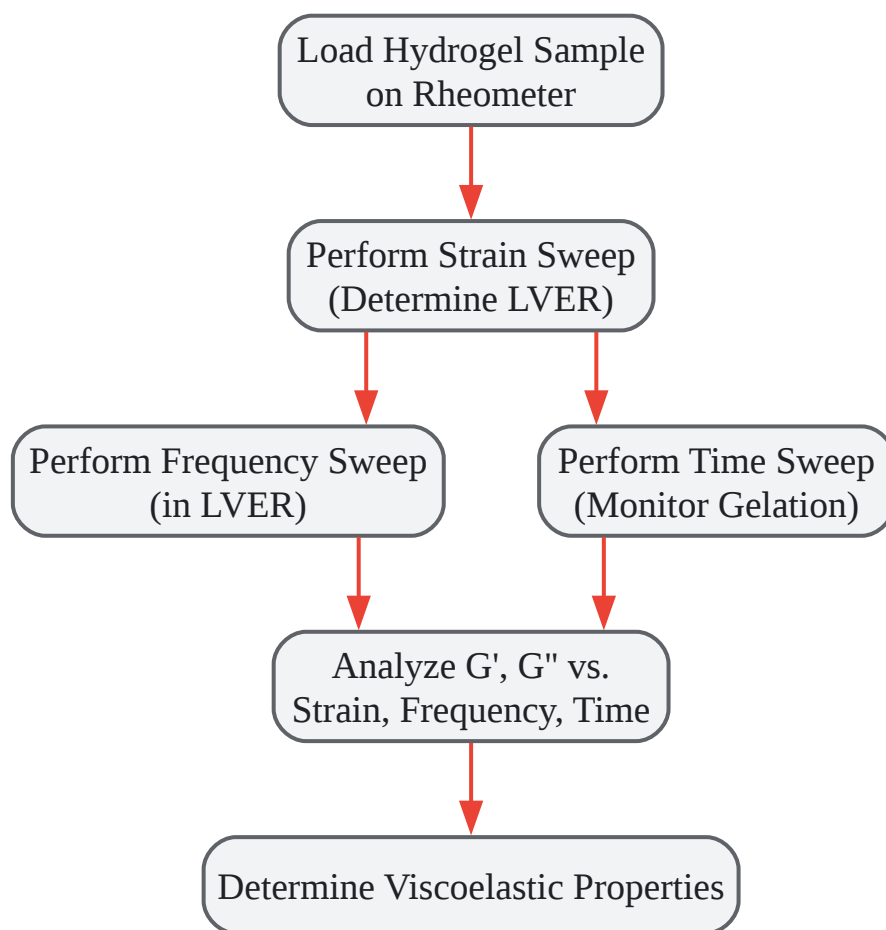 Load Hydrogel Sample
on Rheometer
Perform Strain Sweep
(Determine LVER)
Perform Frequency Sweep
(in LVER)
Perform Time Sweep
(Monitor Gelation)
Analyze G', G'' vs.
Strain, Frequency, Time
Determine Viscoelastic Properties